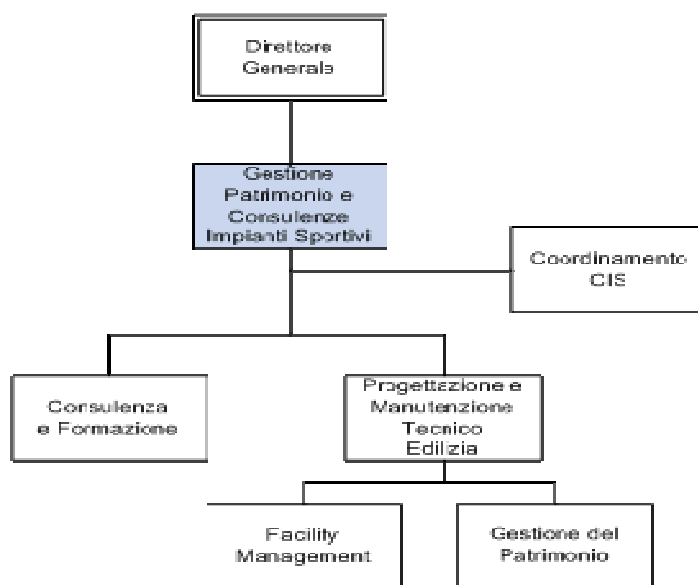 Direttore
Generale
Gestione
Patrimonio e
Consulenze
Impianti Sportivi
Coordinamento
CIS
Consulenza
e Formazione
Progettazione e
Manutenzione
Tecnico
Edilizia
Facility
Management
Gestione del
Patrimonio